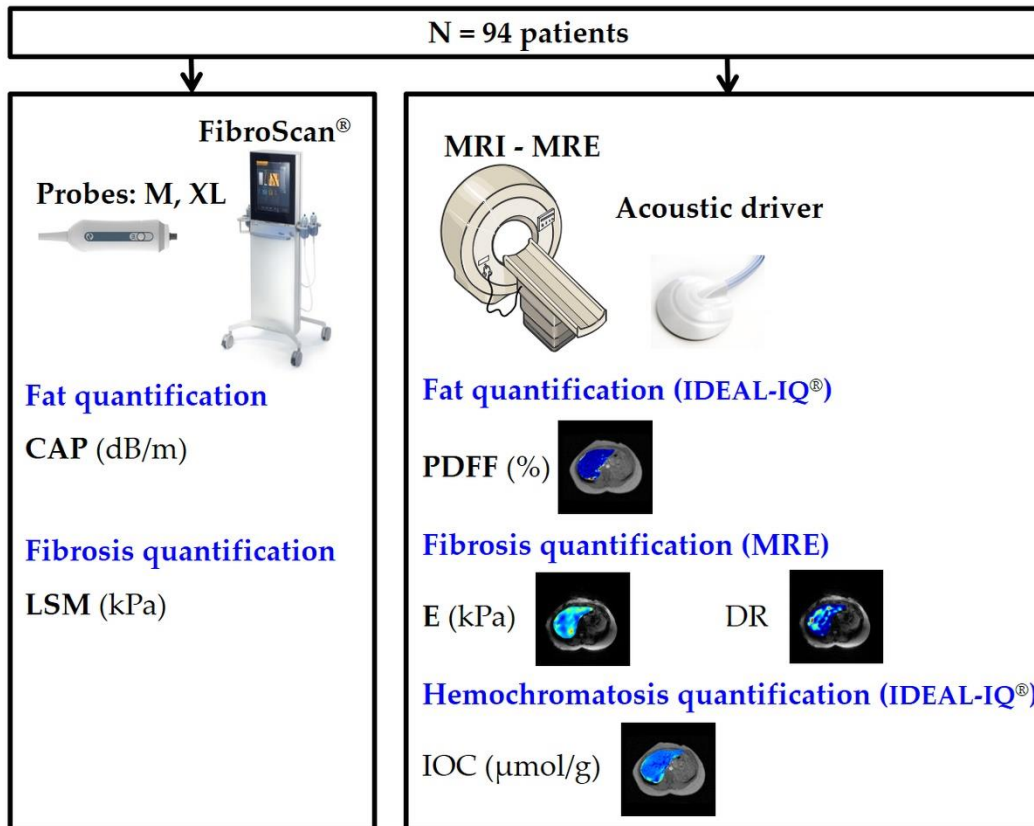 N = 94 patients
FibroScan®
Probes: M, XL
Fat quantification
CAP (dB/m)
Fibrosis quantification
LSM (kPa)
MRI - MRE
Acoustic driver
Fat quantification (IDEAL-IQ®)
PDFF (%)
Fibrosis quantification (MRE)
E (kPa) DR
Hemochromatosis quantification (IDEAL-IQ®)
IOC (μmol/g)